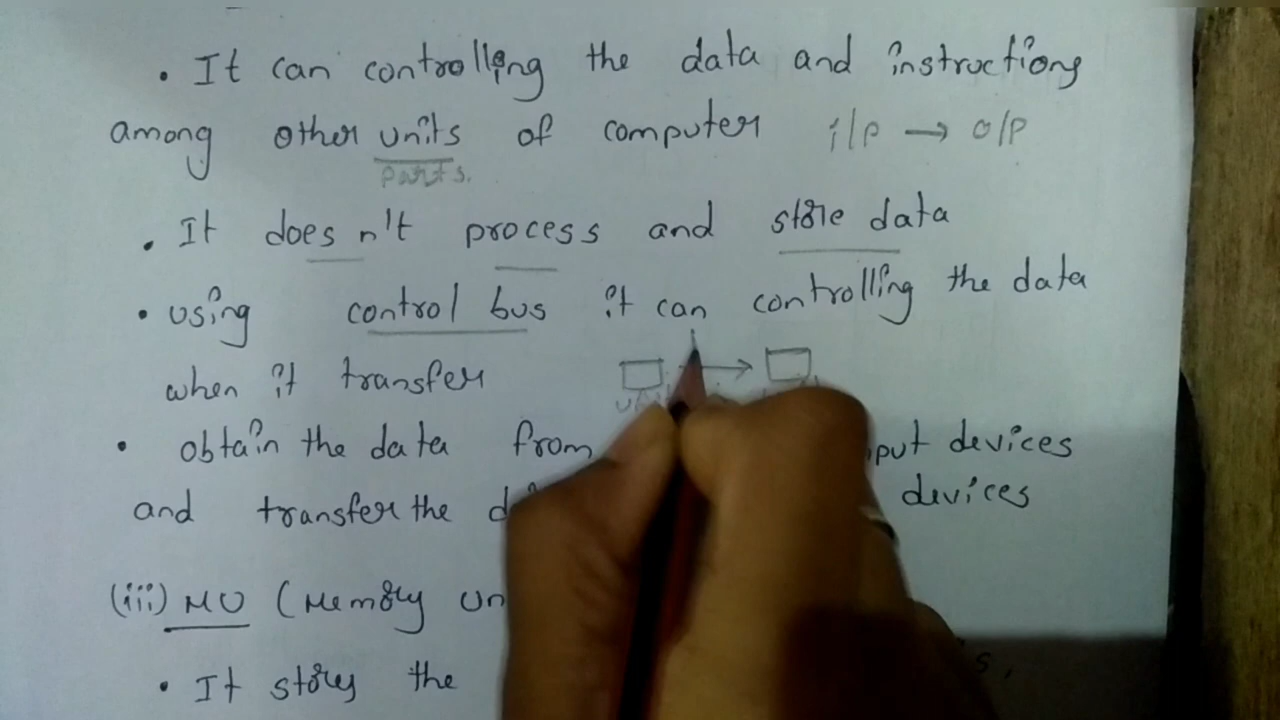 • It can controlling the data and instructions
among other units of computer i/p → o/p
parts.
• It doesn't process and store data
• using control bus it can controlling the data
when it transfer
• obtain the data from put devices
and transfer the devices
(iii) MU (Memory un
• It stores the